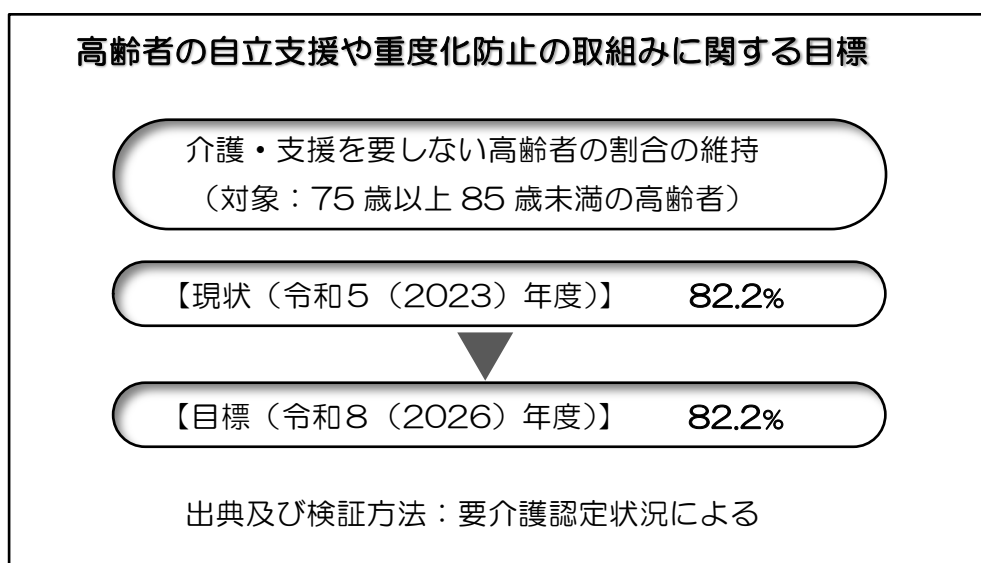 高齢者の自立支援や重度化防止の取組みに関する目標
介護・支援を要しない高齢者の割合の維持
（対象：75 歳以上 85 歳未満の高齢者）
【現状（令和５（2023）年度）】 82.2%
【目標（令和８（2026）年度）】 82.2%
出典及び検証方法：要介護認定状況による